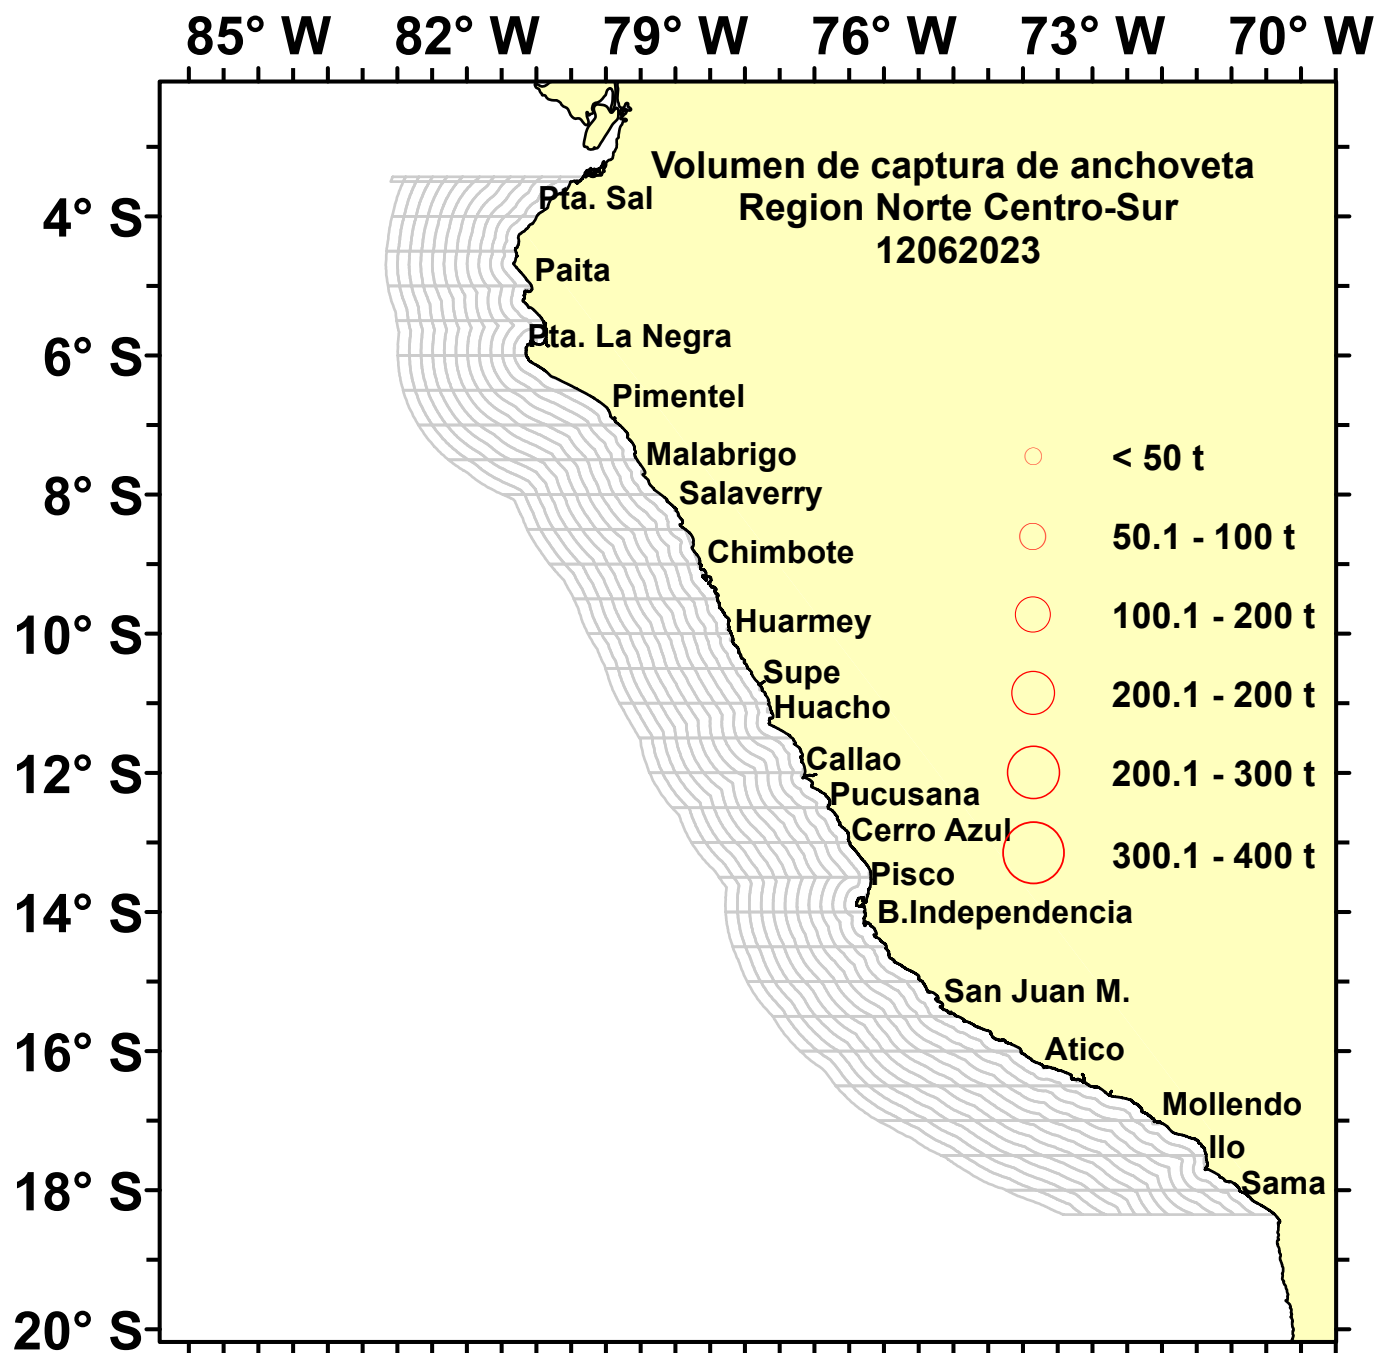 85° W 82° W 79° W 76° W 73° W 70° W
Volumen de captura de anchoveta
Region Norte Centro-Sur
12062023
4° S
6° S
8° S
10° S
12° S
14° S
16° S
18° S
20° S
Pta. Sal
Paita
Pta. La Negra
Pimentel
Malabrigo
Salaverry
Chimbote
Huarmey
Supe
Huacho
Callao
Pucusana
Cerro Azul
Pisco
B.Independencia
San Juan M.
Atico
Mollendo
Ilo
Sama
< 50 t
50.1 - 100 t
100.1 - 200 t
200.1 - 200 t
200.1 - 300 t
300.1 - 400 t